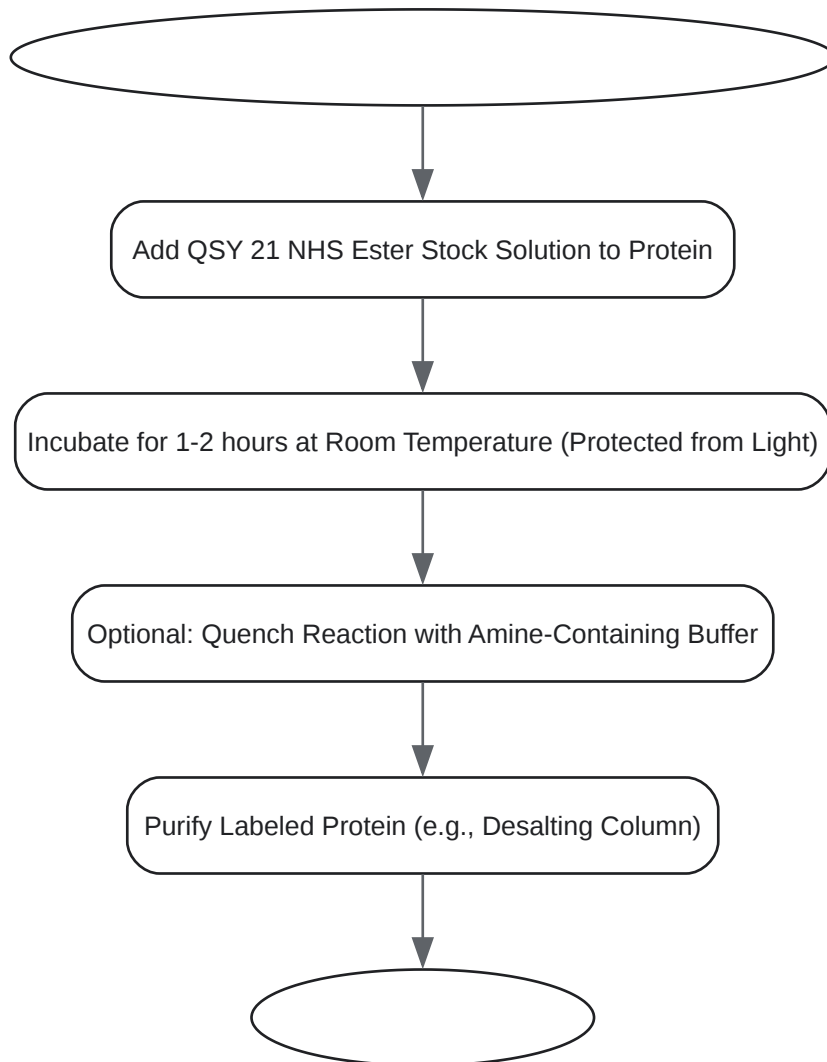 Add QSY 21 NHS Ester Stock Solution to Protein
Incubate for 1-2 hours at Room Temperature (Protected from Light)
Optional: Quench Reaction with Amine-Containing Buffer
Purify Labeled Protein (e.g., Desalting Column)